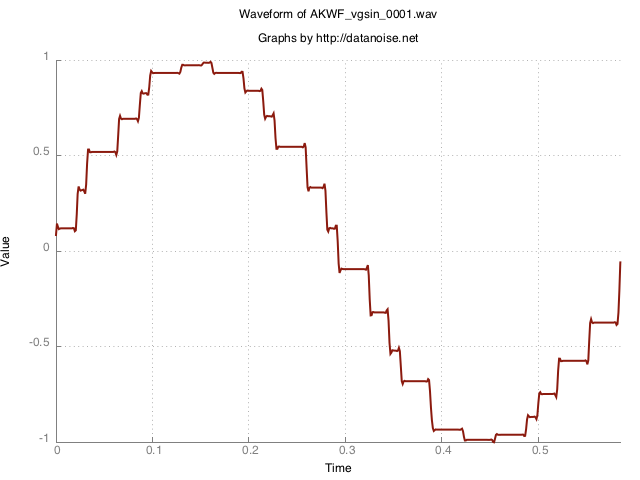 Waveform of AKWF_vgsin_0001.wav
Graphs by http://datanoise.net
1
0.5
0
-0.5
-1
Value
0 0.1 0.2 0.3 0.4 0.5
Time